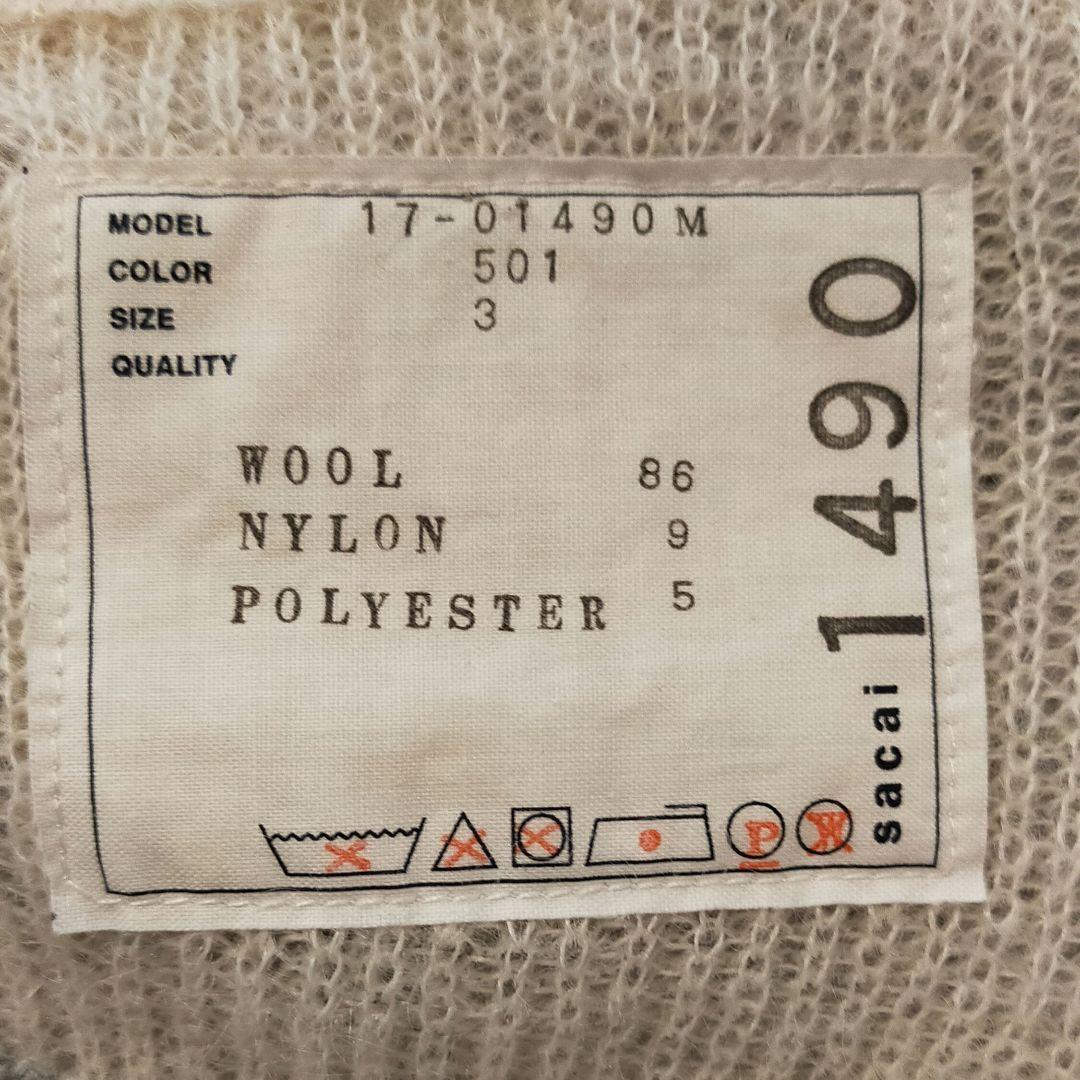 MODEL 17-01490M
COLOR 501
SIZE 3
QUALITY
WOOL 86
NYLON 9
POLYESTER 5
P W
sacai 1490